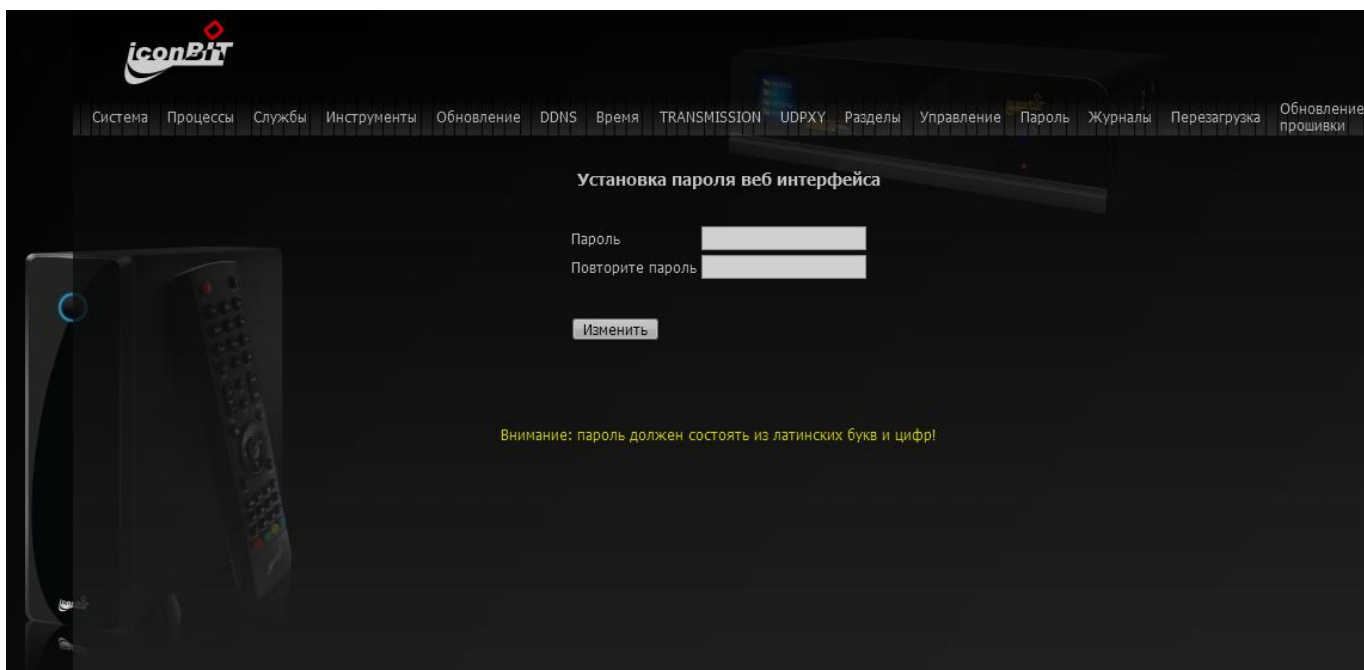 iconBIT
Система Процессы Службы Инструменты Обновление DDNS Время TRANSMISSION UDPXY Разделы Управление Пароль Журналы Перезагрузка Обновление прошивки
Установка пароля веб интерфейса
Пароль
Повторите пароль
Изменить
Внимание: пароль должен состоять из латинских букв и цифр!